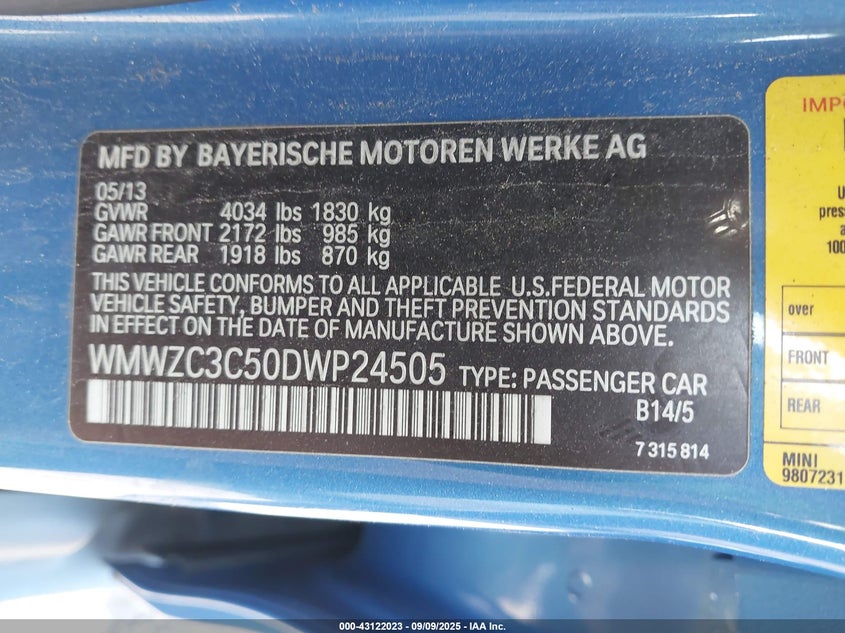 MFD BY BAYERISCHE MOTOREN WERKE AG
05/13
GVWR 4034 lbs 1830 kg
GAWR FRONT 2172 lbs 985 kg
GAWR REAR 1918 lbs 870 kg
THIS VEHICLE CONFORMS TO ALL APPLICABLE U.S.FEDERAL MOTOR
VEHICLE SAFETY, BUMPER AND THEFT PREVENTION STANDARDS
IN EFFECT ON THE DATE OF MANUFACTURE SHOWN ABOVE.
WMWZC3C50DWP24505 TYPE: PASSENGER CAR
B14/5
7 315 814
over
FRONT
REAR
MINI
9807231
000-43122023 - 09/09/2025 - IAA Inc.